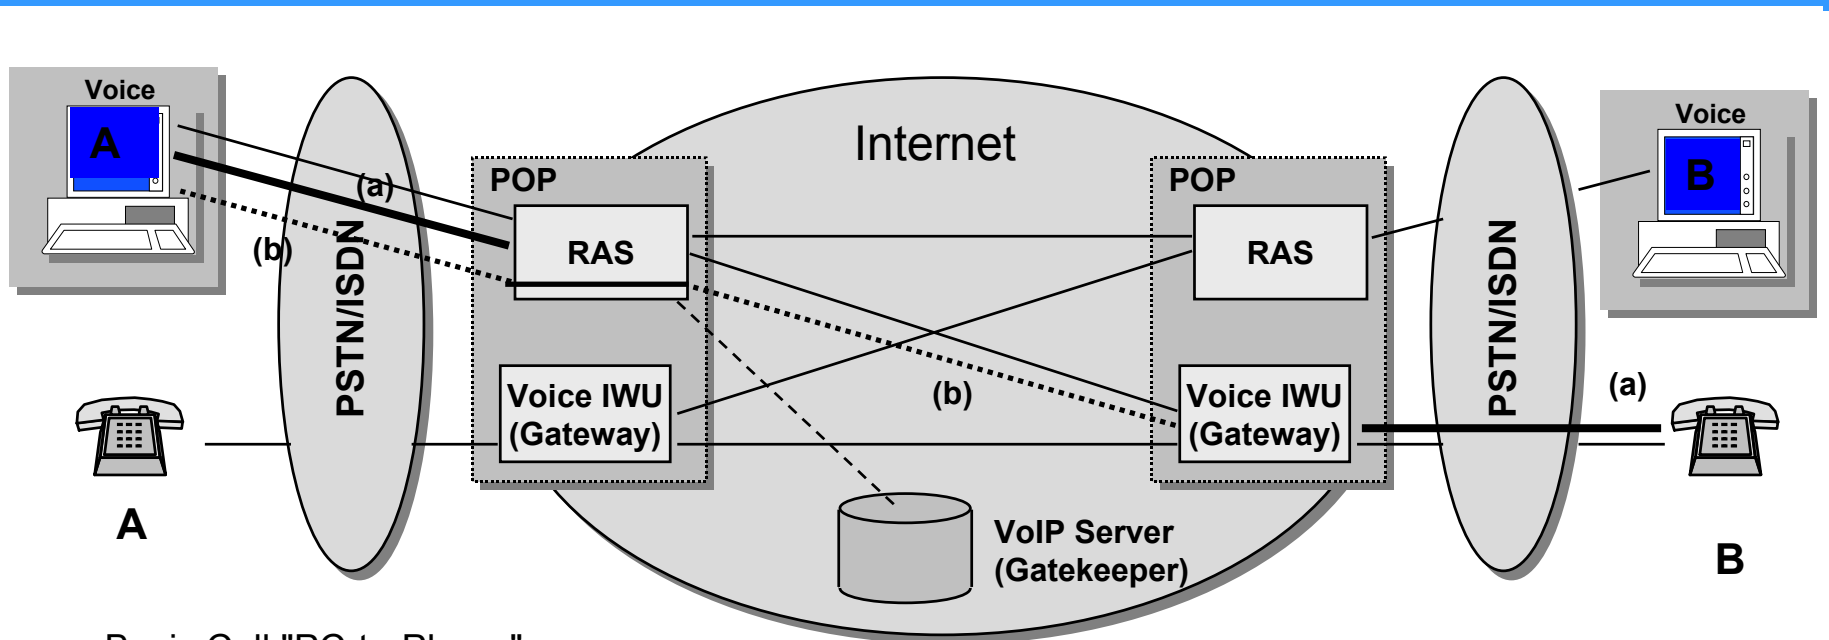 Voice
A
(a)
(b)
PSTN/ISDN
POP
RAS
Voice IWU
(Gateway)
A
Internet
(b)
VoIP Server
(Gatekeeper)
POP
RAS
Voice IWU
(Gateway)
PSTN/ISDN
Voice
B
(a)
B